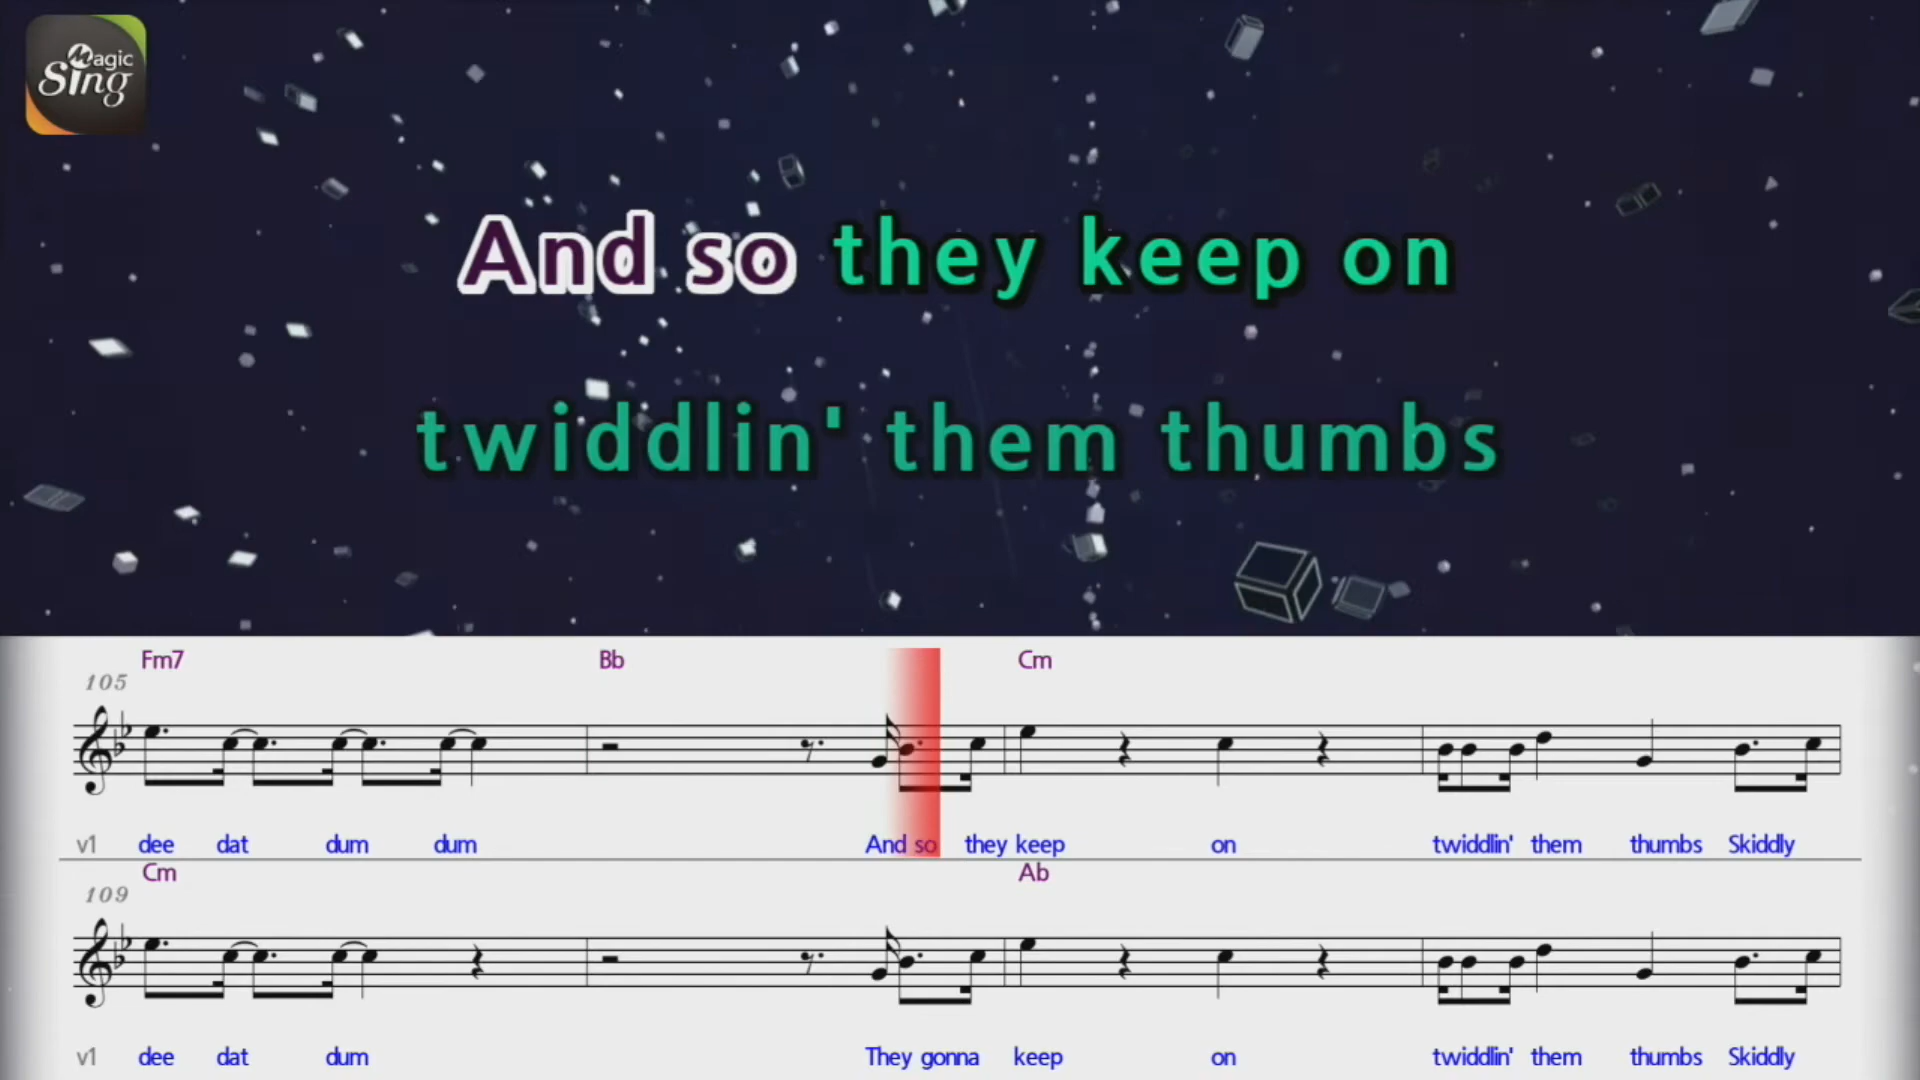 Magic
Sing
And so they keep on
twiddlin' them thumbs
Fm7 Bb Cm
105
v1 dee dat dum dum And so they keep on twiddlin' them thumbs Skiddly
Cm Ab
109
v1 dee dat dum They gonna keep on twiddlin' them thumbs Skiddly